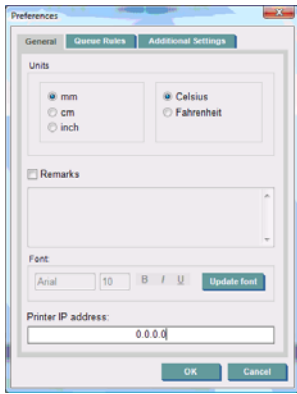 Preferences
General Queue Rules Additional Settings
Units
mm Celsius
cm Fahrenheit
inch
Remarks
Font
Arial 10 B I U Update font
Printer IP address:
0.0.0.0
OK Cancel